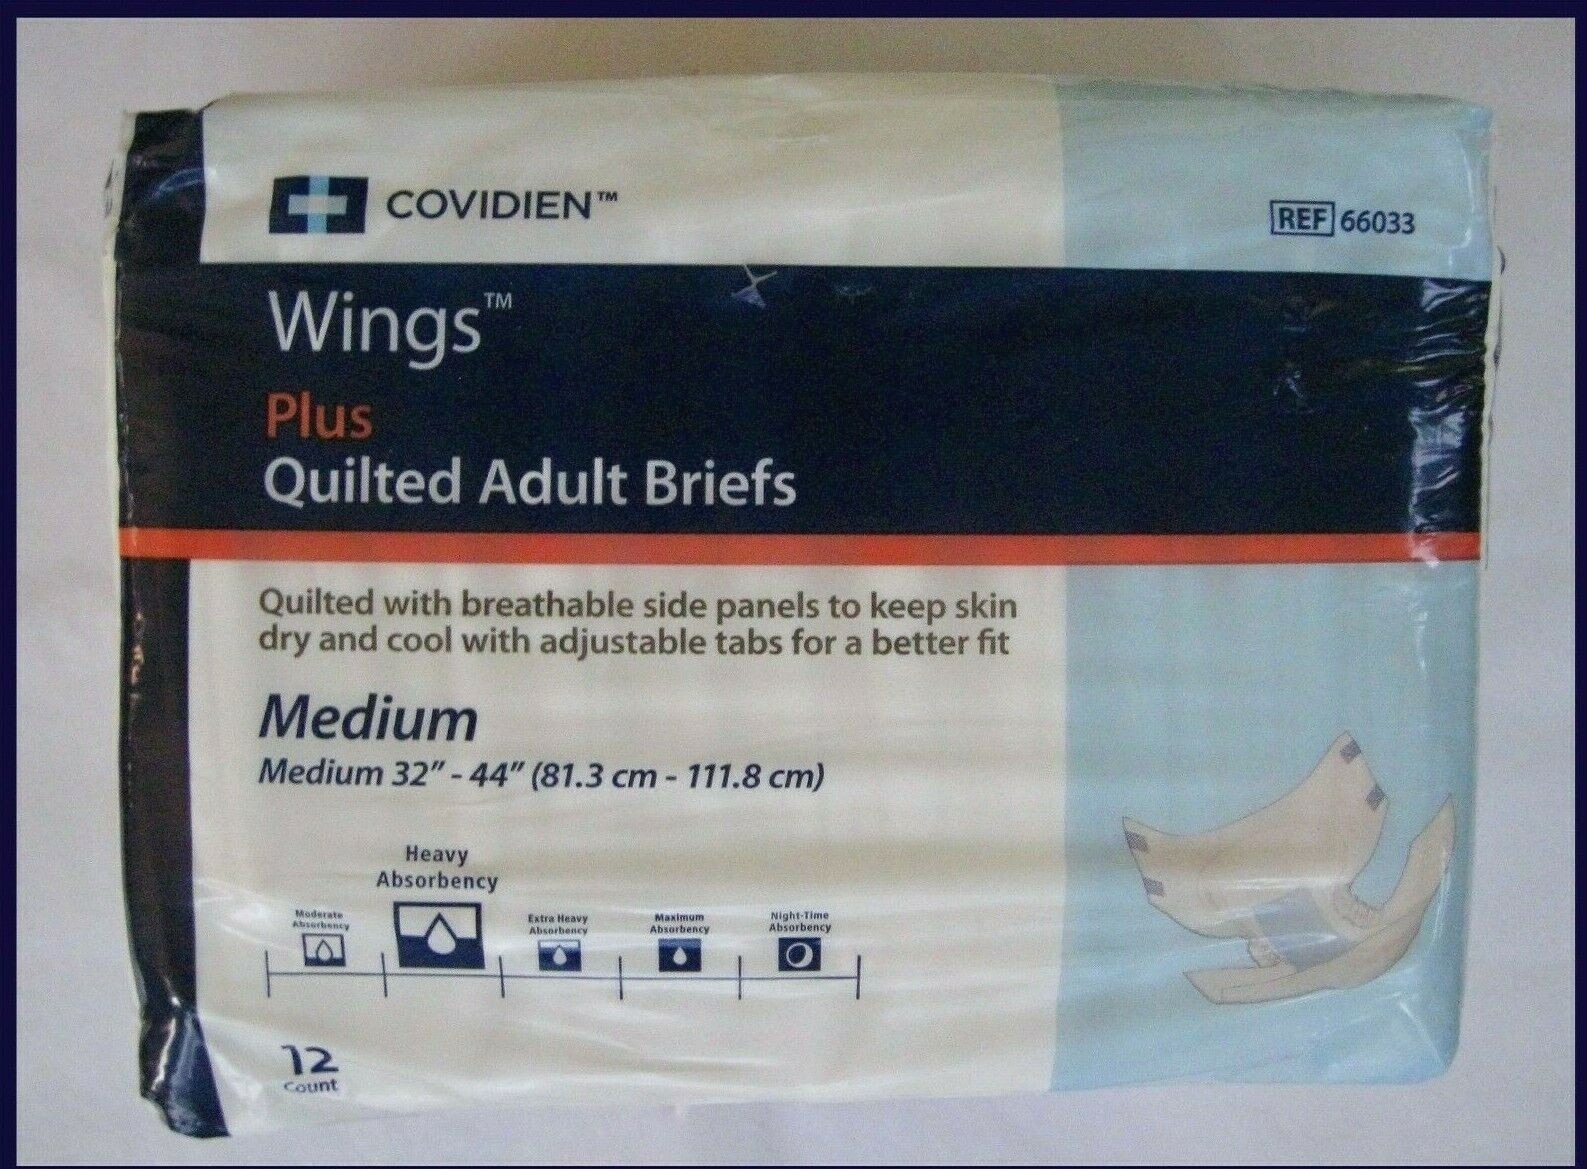 COVIDIEN™
REF 66033
Wings™
Plus
Quilted Adult Briefs
Quilted with breathable side panels to keep skin
dry and cool with adjustable tabs for a better fit
Medium
Medium 32” - 44” (81.3 cm - 111.8 cm)
Moderate
Absorbency
Heavy
Absorbency
Extra Heavy
Absorbency
Maximum
Absorbency
Night-Time
Absorbency
12
Count